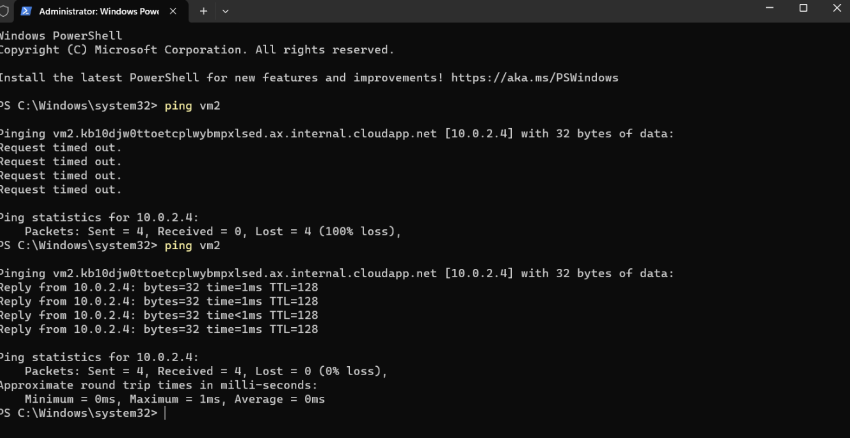 Administrator: Windows Pow
Windows PowerShell
Copyright (C) Microsoft Corporation. All rights reserved.
Install the latest PowerShell for new features and improvements! https://aka.ms/PSWindows
PS C:\Windows\system32> ping vm2
Pinging vm2.kb10djw0ttoetcplwybmpxlsed.ax.internal.cloudapp.net [10.0.2.4] with 32 bytes of data:
Request timed out.
Request timed out.
Request timed out.
Request timed out.
Ping statistics for 10.0.2.4:
    Packets: Sent = 4, Received = 0, Lost = 4 (100% loss),
PS C:\Windows\system32> ping vm2
Pinging vm2.kb10djw0ttoetcplwybmpxlsed.ax.internal.cloudapp.net [10.0.2.4] with 32 bytes of data:
Reply from 10.0.2.4: bytes=32 time=1ms TTL=128
Reply from 10.0.2.4: bytes=32 time=1ms TTL=128
Reply from 10.0.2.4: bytes=32 time<1ms TTL=128
Reply from 10.0.2.4: bytes=32 time=1ms TTL=128
Ping statistics for 10.0.2.4:
    Packets: Sent = 4, Received = 4, Lost = 0 (0% loss),
Approximate round trip times in milli-seconds:
    Minimum = 0ms, Maximum = 1ms, Average = 0ms
PS C:\Windows\system32>